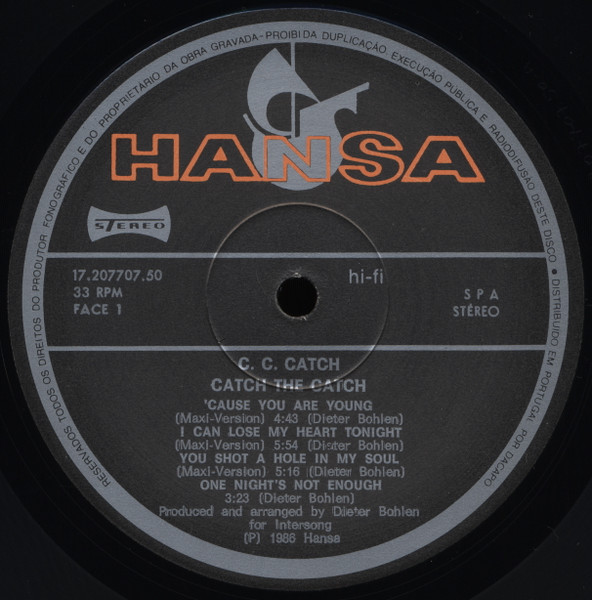 RESERVADOS TODOS OS DIREITOS DO PRODUTOR FONOGRÁFICO E DO PROPRIETÁRIO DA OBRA GRAVADA-PROIBIDA DUPLICAÇÃO, EXECUÇÃO PÚBLICA E RADIODIFUSÃO DESTE DISCO • DISTRIBUIDO EM PORTUGAL POR DACAPO
HANSA
STEREO
17.207707.50
33 RPM
FACE 1
hi-fi
S P A
STÉREO
C. C. CATCH
CATCH THE CATCH
'CAUSE YOU ARE YOUNG
(Maxi-Version) 4:43 (Dieter Bohlen)
I CAN LOSE MY HEART TONIGHT
(Maxi-Version) 5:54 (Dieter Bohlen)
YOU SHOT A HOLE IN MY SOUL
(Maxi-Version) 5:16 (Dieter Bohlen)
ONE NIGHT'S NOT ENOUGH
3:23 (Dieter Bohlen)
Produced and arranged by Dieter Bohlen
for Intersong
(P) 1986 Hansa